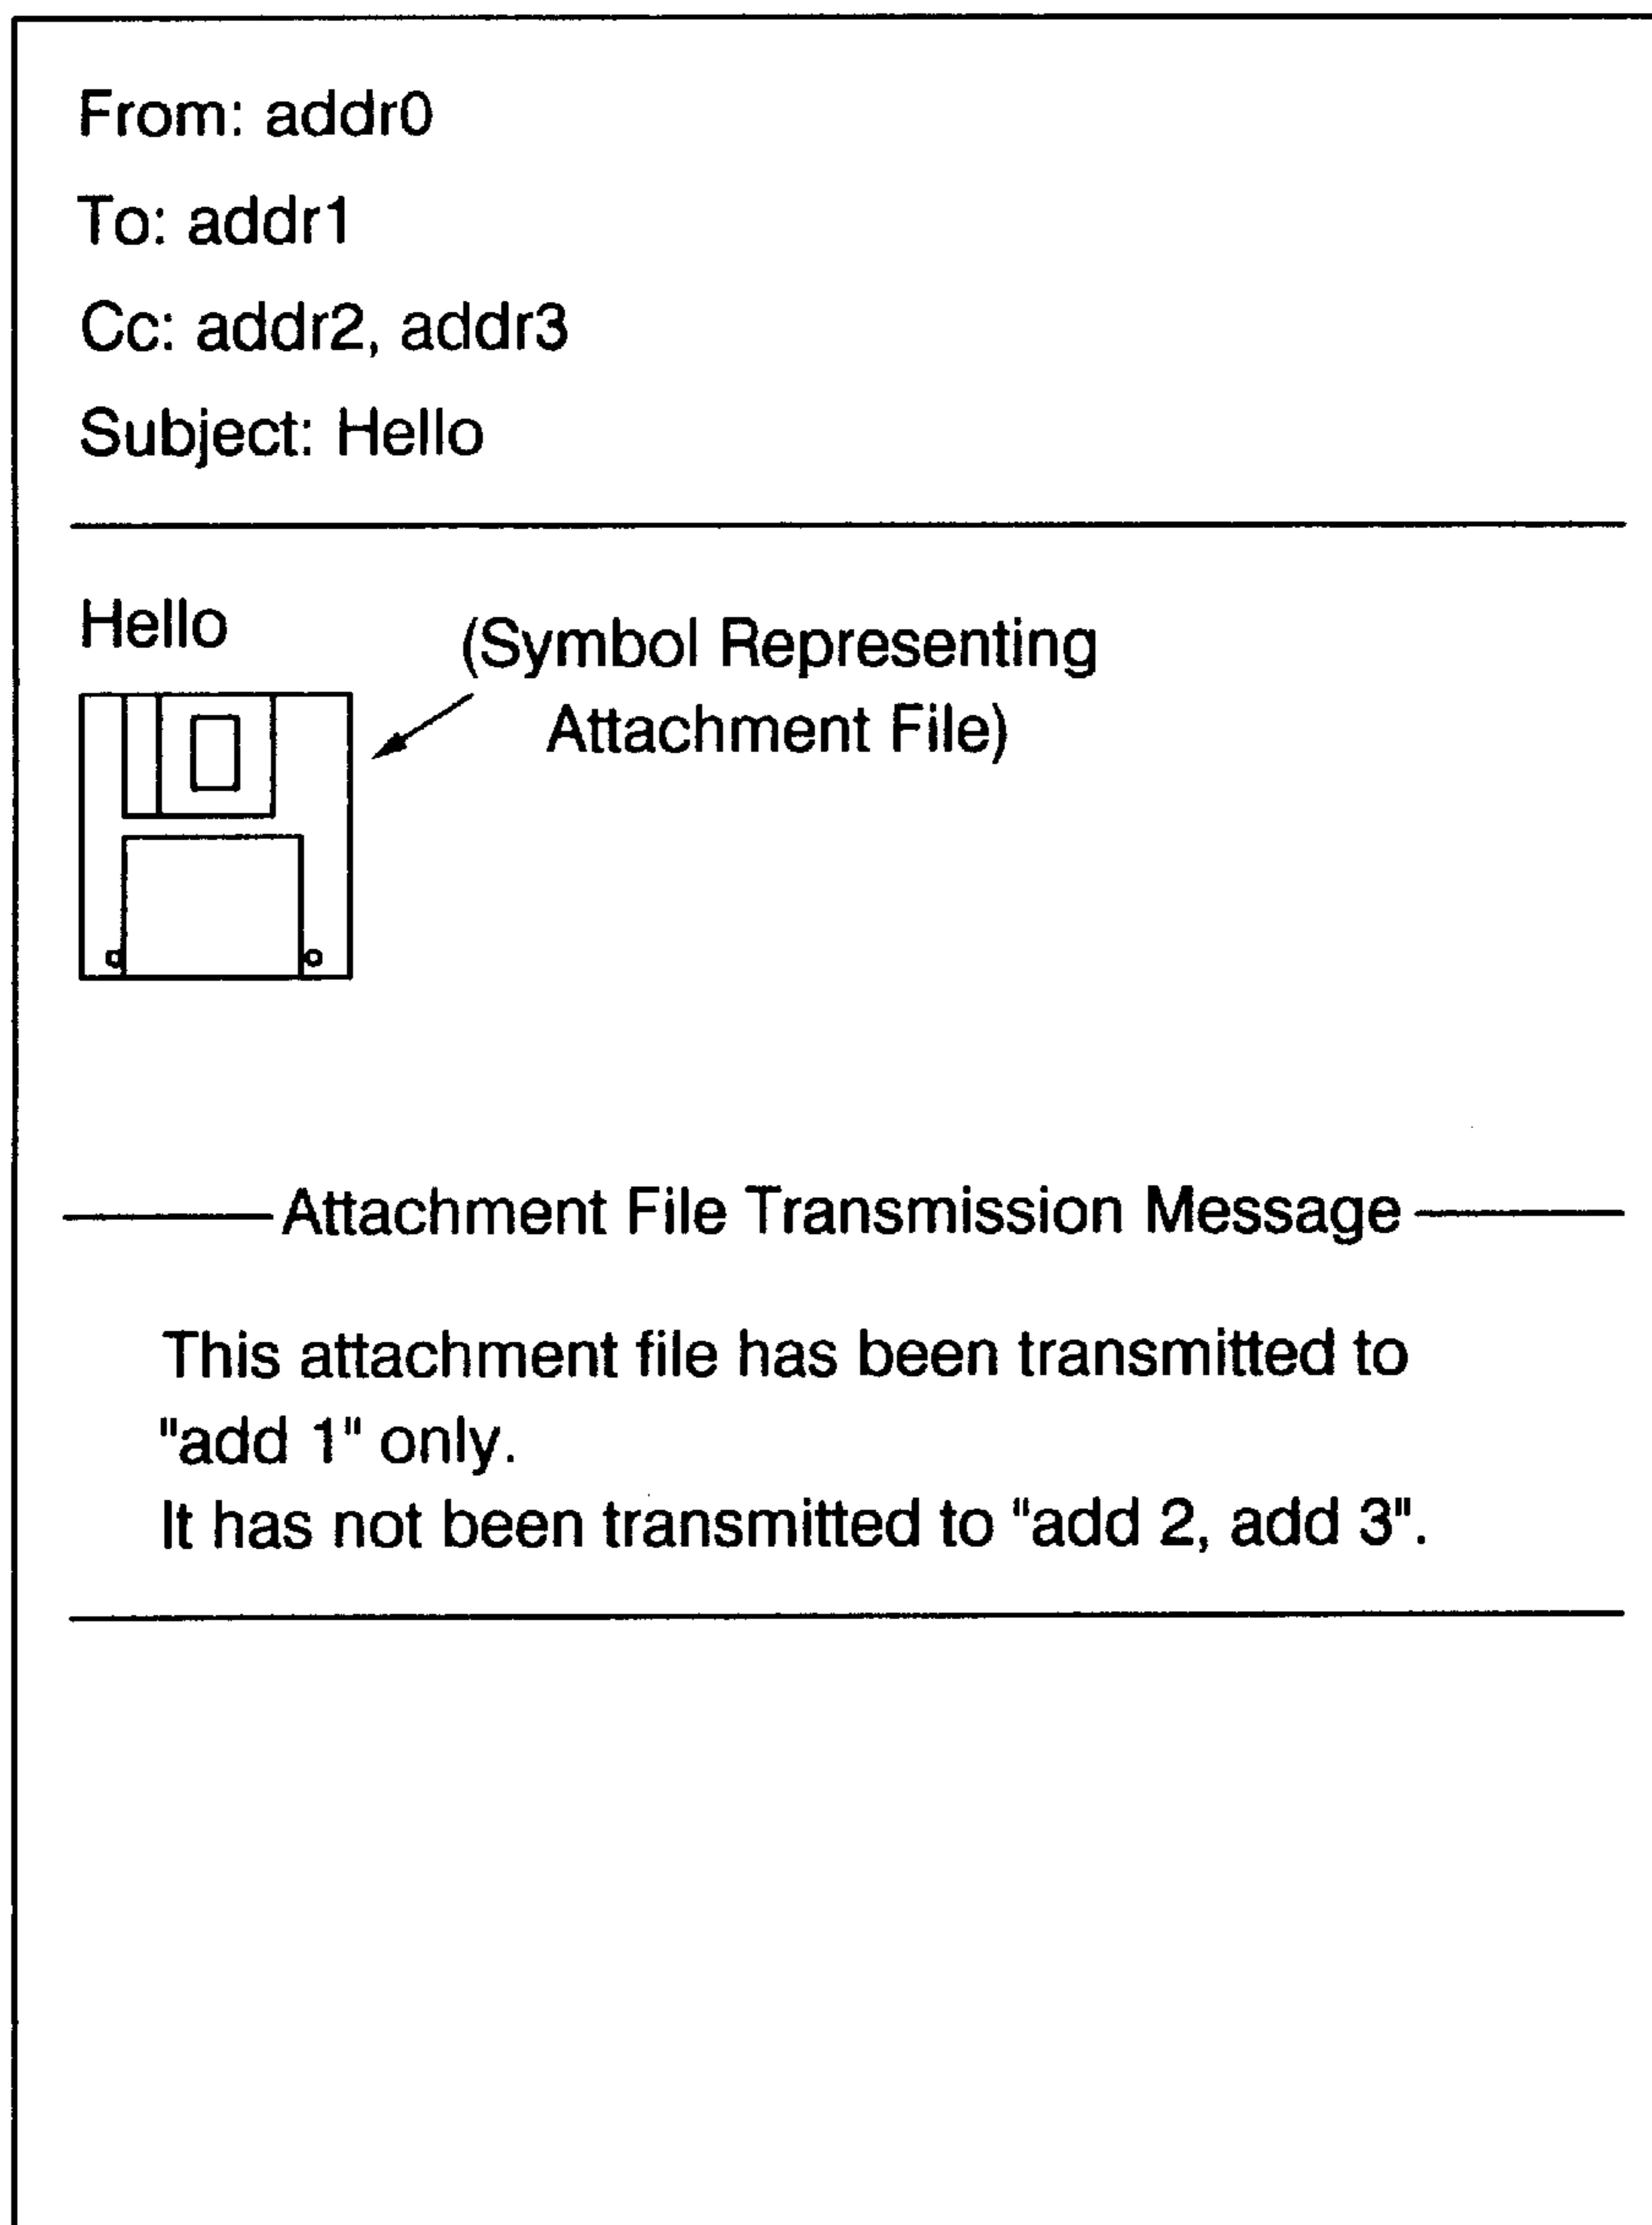 From: addr0
To: addr1
Cc: addr2, addr3
Subject: Hello
Hello
(Symbol Representing
Attachment File)
Attachment File Transmission Message
This attachment file has been transmitted to
"add 1" only.
It has not been transmitted to "add 2, add 3".